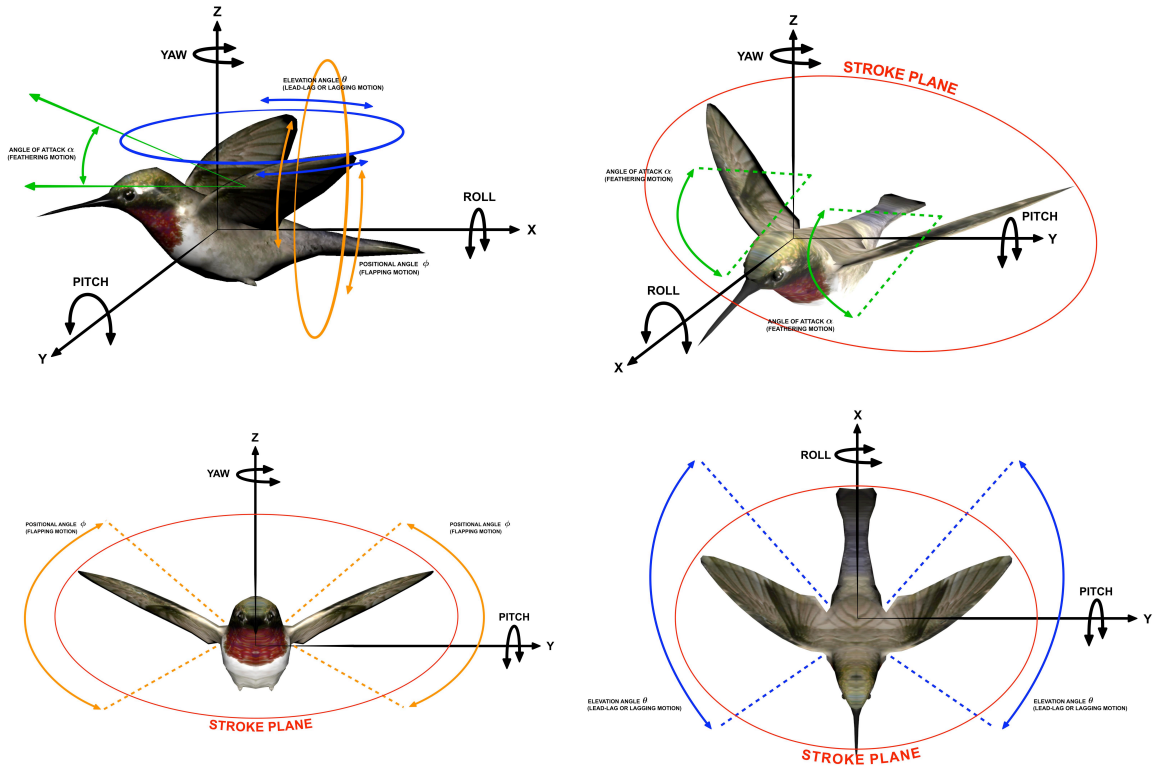 Z
YAW
ELEVATION ANGLE θ
(LEAD-LAG OR LAGGING MOTION)
ANGLE OF ATTACK α
(FEATHERING MOTION)
ROLL
X
POSITIONAL ANGLE ϕ
(FLAPPING MOTION)
PITCH
Y
Z
YAW
STROKE PLANE
ANGLE OF ATTACK α
(FEATHERING MOTION)
PITCH
Y
ROLL
ANGLE OF ATTACK α
(FEATHERING MOTION)
X
Z
YAW
POSITIONAL ANGLE ϕ
(FLAPPING MOTION)
POSITIONAL ANGLE ϕ
(FLAPPING MOTION)
PITCH
Y
STROKE PLANE
X
ROLL
PITCH
Y
ELEVATION ANGLE θ
(LEAD-LAG OR LAGGING MOTION)
ELEVATION ANGLE θ
(LEAD-LAG OR LAGGING MOTION)
STROKE PLANE